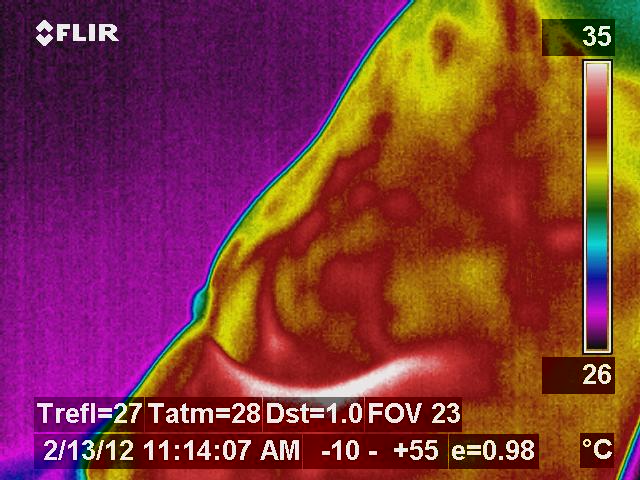 FLIR
35
26
Trefl=27 Tatm=28 Dst=1.0 FOV 23
2/13/12 11:14:07 AM -10 - +55 e=0.98 °C